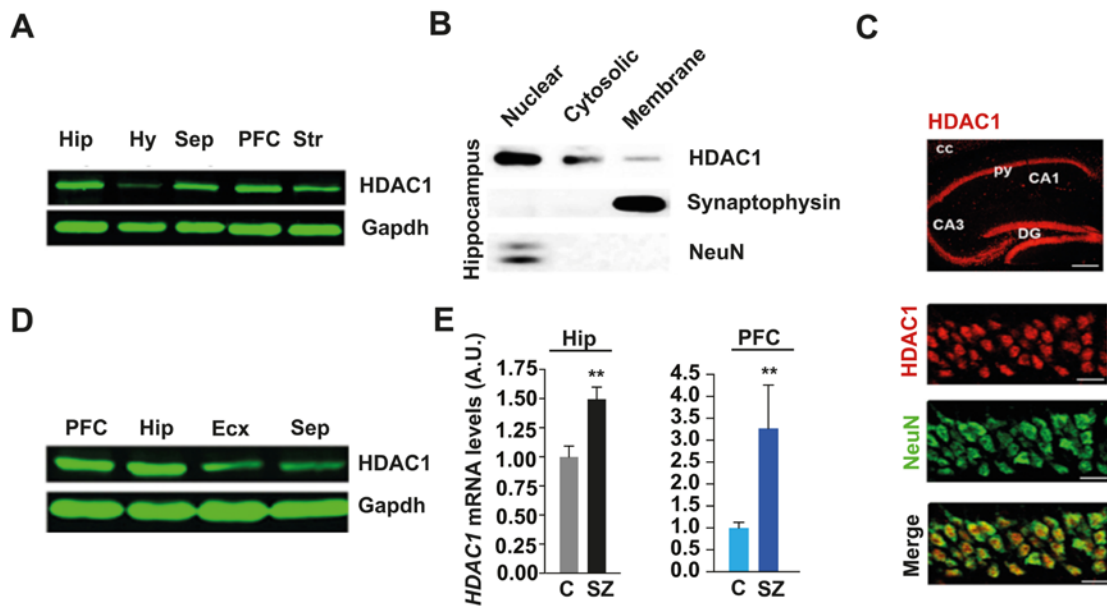 A
Hip Hy Sep PFC Str
HDAC1
Gapdh
B
Nuclear Cytosolic Membrane
Hippocampus
HDAC1
Synaptophysin
NeuN
C
HDAC1
cc
py
CA1
CA3
DG
HDAC1
NeuN
Merge
D
PFC Hip Ecx Sep
HDAC1
Gapdh
E
HDAC1 mRNA levels (A.U.)
Hip
1.75
1.50
1.25
1.00
0.75
0.50
0.25
0.00
**
C SZ
PFC
4.5
4.0
3.5
3.0
2.5
2.0
1.5
1.0
0.5
0.0
**
C SZ